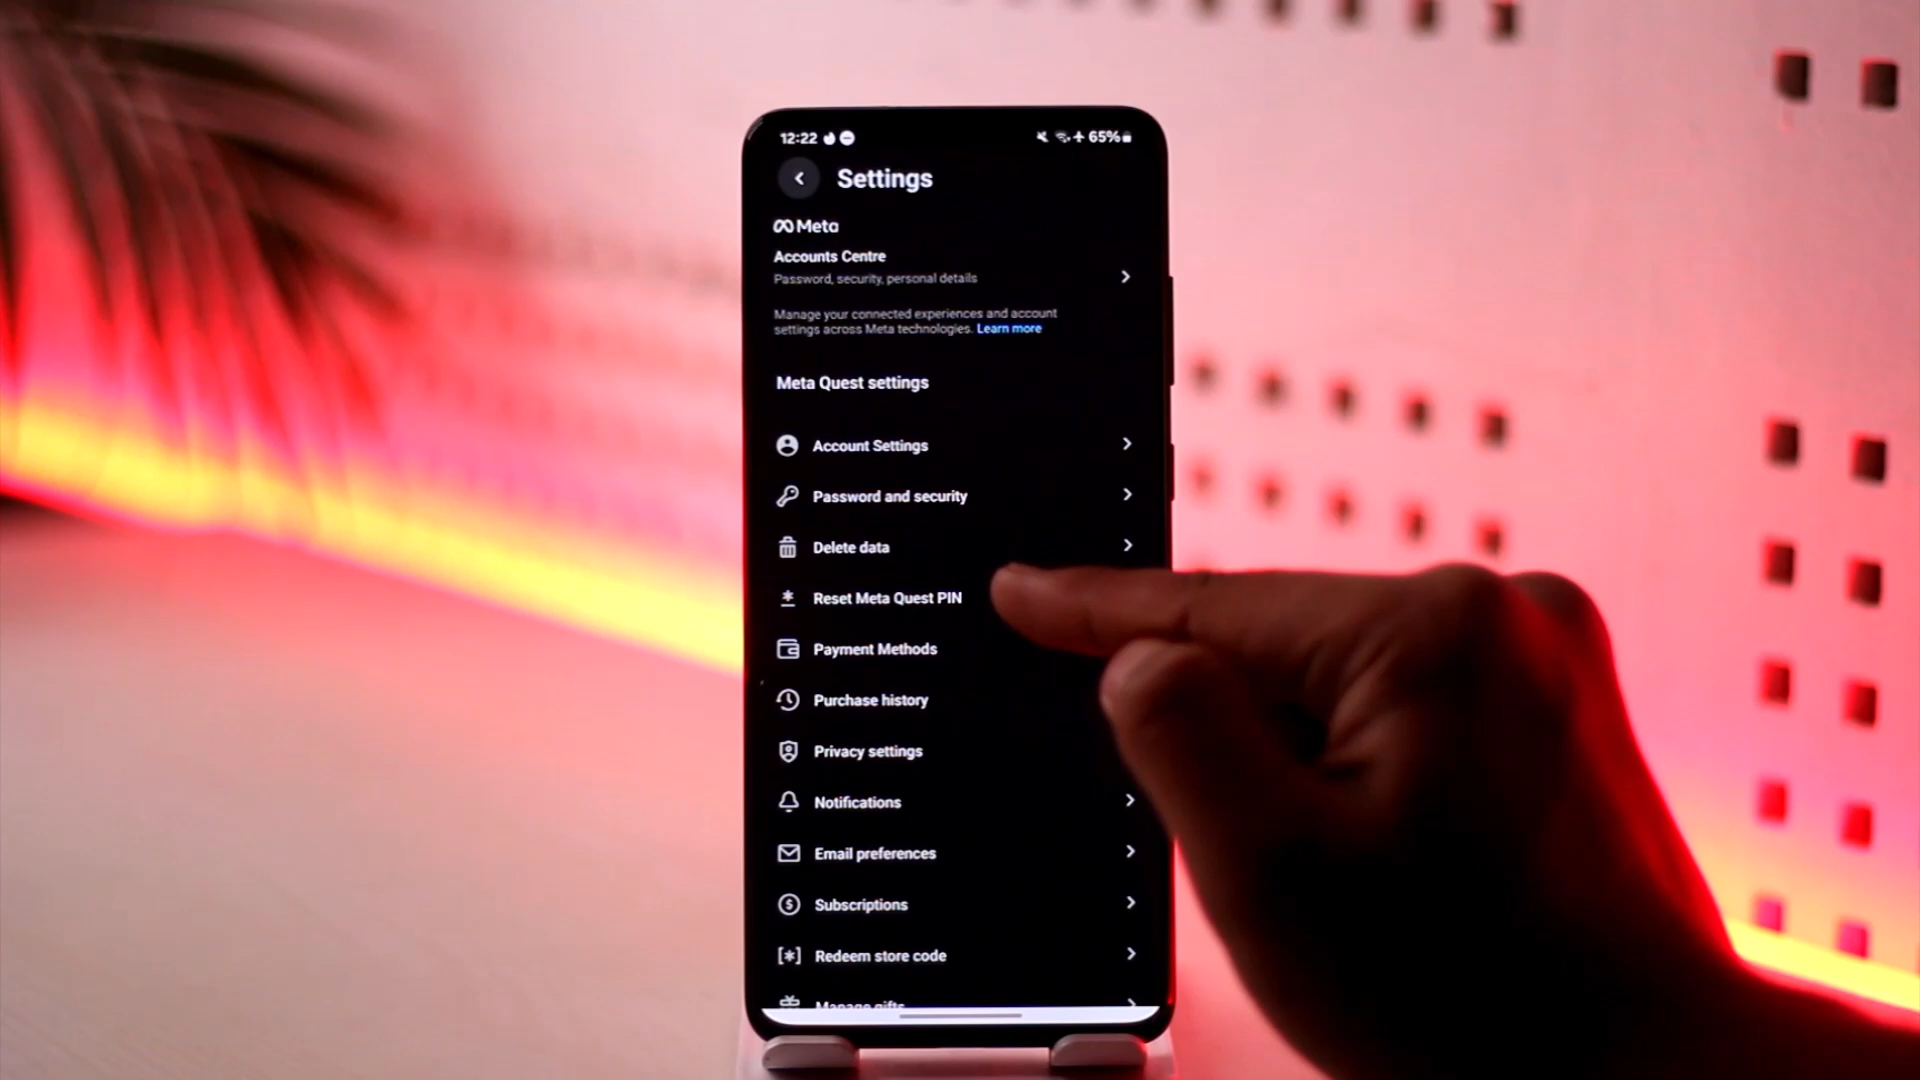 12:22
65%
Settings
Meta
Accounts Centre
Password, security, personal details
Manage your connected experiences and account
settings across Meta technologies. Learn more
Meta Quest settings
Account Settings
Password and security
Delete data
Reset Meta Quest PIN
Payment Methods
Purchase history
Privacy settings
Notifications
Email preferences
Subscriptions
Redeem store code
Manage gifts